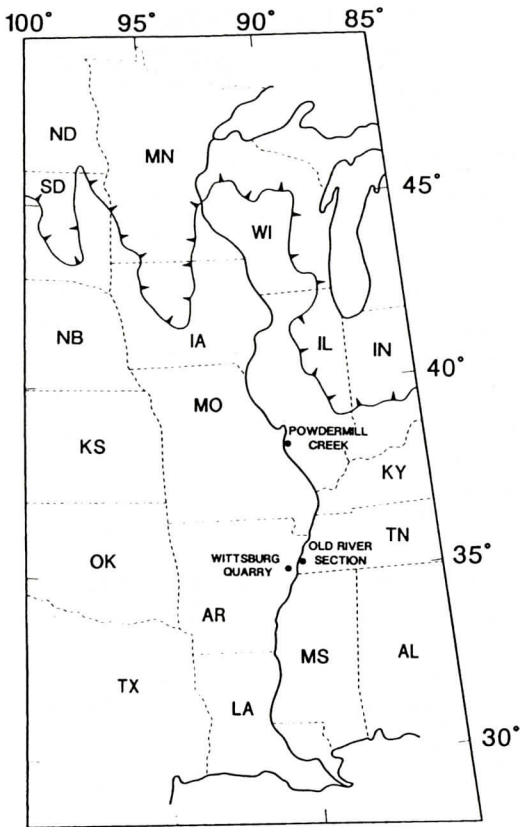 100° 95° 90° 85°
ND
MN
45°
SD
WI
NB
IA
IL
IN
40°
MO
POWDERMILL
CREEK
KS
KY
TN
OK
WITTSBURG
QUARRY
OLD RIVER
SECTION
35°
AR
MS
AL
TX
LA
30°